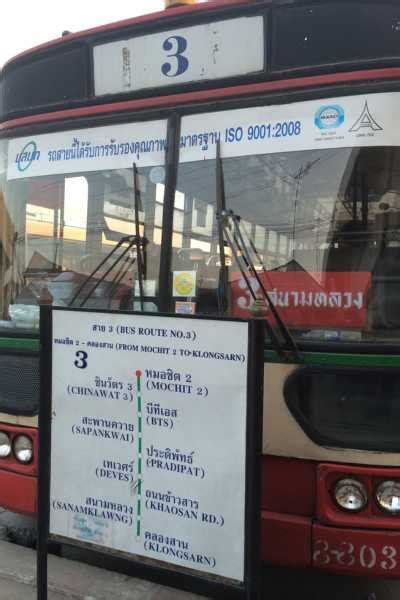 3
รถสายนี้ได้รับการรับรองคุณภาพ มาตรฐาน ISO 9001:2008
3 สนามหลวง
สาย 3 (BUS ROUTE NO.3)
หมอชิต 2 - คลองสาน (FROM MOCHIT 2 TO KLONGSARN)
3
หมอชิต 2
(MOCHIT 2)
ชินวัตร 3
(CHINAWAT 3)
บีทีเอส
(BTS)
สะพานควาย
(SAPANKWAI)
ประดิพัทธ์
(PRADIPAT)
เทเวศร์
(DEVES)
ถนนข้าวสาร
(KHAOSAN RD.)
สนามหลวง
(SANAMKLAWNG)
คลองสาน
(KLONGSARN)
8803